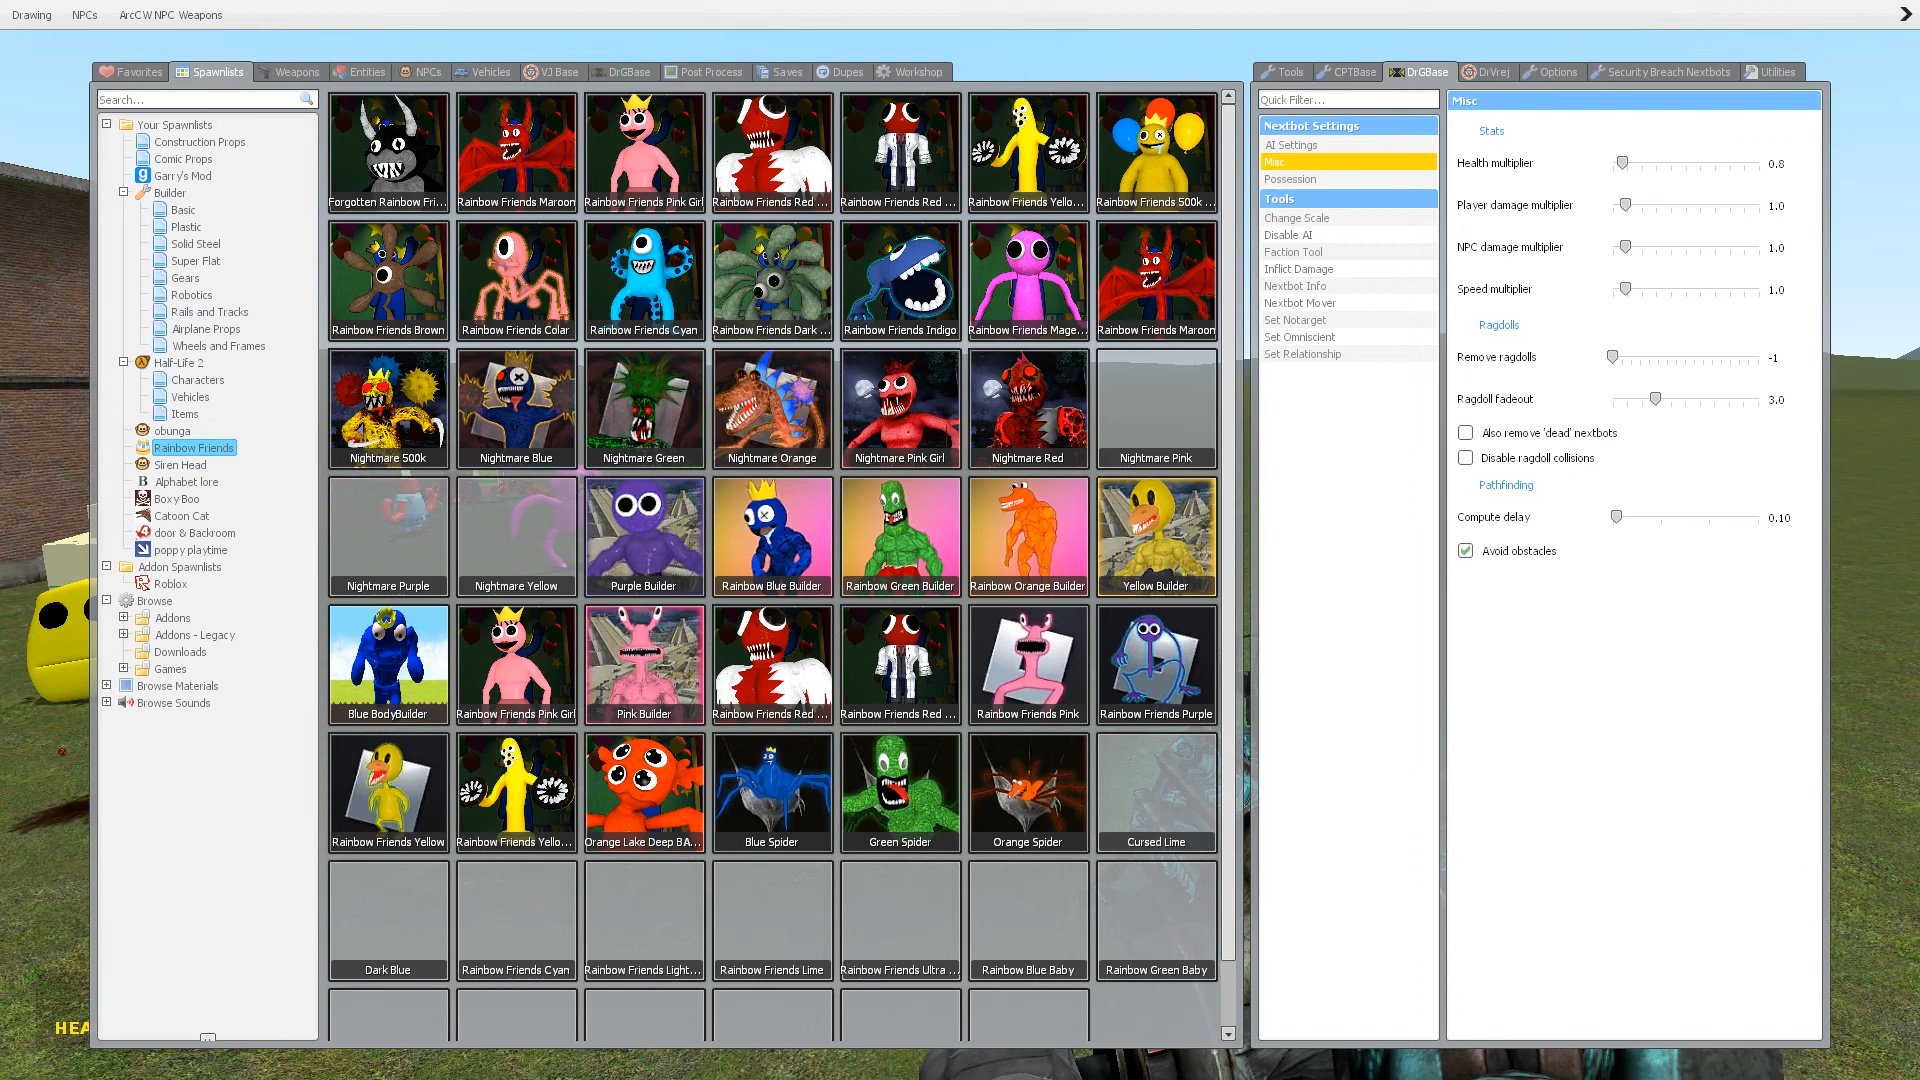 Drawing NPCs ArcCW NPC Weapons
Favorites Spawnlists Weapons Entities NPCs Vehicles VJ Base DrGBase Post Process Saves Dupes Workshop
Search...
Your Spawnlists
Construction Props
Comic Props
Garry's Mod
Builder
Basic
Plastic
Solid Steel
Super Flat
Gears
Robotics
Rails and Tracks
Airplane Props
Wheels and Frames
Half-Life 2
Characters
Vehicles
Items
obunga
Rainbow Friends
Siren Head
Alphabet lore
Boxy Boo
Catoon Cat
door & Backroom
poppy playtime
Addon Spawnlists
Roblox
Browse
Addons
Addons - Legacy
Downloads
Games
Browse Materials
Browse Sounds
Forgotten Rainbow Fri... Rainbow Friends Maroon Rainbow Friends Pink Girl Rainbow Friends Red ... Rainbow Friends Red ... Rainbow Friends Yello... Rainbow Friends 500k ...
Rainbow Friends Brown Rainbow Friends Colar Rainbow Friends Cyan Rainbow Friends Dark ... Rainbow Friends Indigo Rainbow Friends Mage... Rainbow Friends Maroon
Nightmare 500k Nightmare Blue Nightmare Green Nightmare Orange Nightmare Pink Girl Nightmare Red Nightmare Pink
Nightmare Purple Nightmare Yellow Purple Builder Rainbow Blue Builder Rainbow Green Builder Rainbow Orange Builder Yellow Builder
Blue BodyBuilder Rainbow Friends Pink Girl Pink Builder Rainbow Friends Red ... Rainbow Friends Red ... Rainbow Friends Pink Rainbow Friends Purple
Rainbow Friends Yellow Rainbow Friends Yello... Orange Lake Deep BA... Blue Spider Green Spider Orange Spider Cursed Lime
Dark Blue Rainbow Friends Cyan Rainbow Friends Light... Rainbow Friends Lime Rainbow Friends Ultra ... Rainbow Blue Baby Rainbow Green Baby
HEA
Tools CPTBase DrGBase DrVrej Options Security Breach Nextbots Utilities
Quick Filter...
Nextbot Settings
AI Settings
Misc
Possession
Tools
Change Scale
Disable AI
Faction Tool
Inflict Damage
Nextbot Info
Nextbot Mover
Set Notarget
Set Omniscient
Set Relationship
Misc
Stats
Health multiplier 0.8
Player damage multiplier 1.0
NPC damage multiplier 1.0
Speed multiplier 1.0
Ragdolls
Remove ragdolls -1
Ragdoll fadeout 3.0
Also remove 'dead' nextbots
Disable ragdoll collisions
Pathfinding
Compute delay 0.10
Avoid obstacles